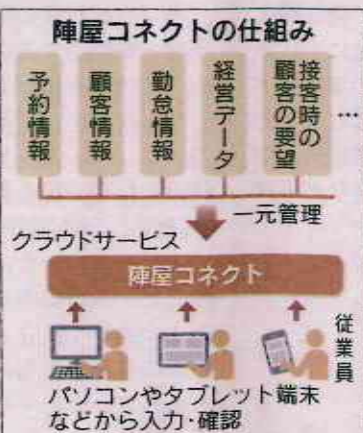 陣屋コネクトの仕組み
予約情報
顧客情報
勤怠情報
経営データ
接客時の
顧客の要望
…
一元管理
クラウドサービス
陣屋コネクト
従業員
パソコンやタブレット端末
などから入力・確認